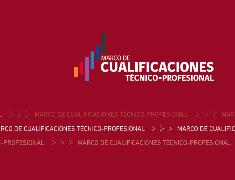 MARCO DE
CUALIFICACIONES
TÉCNICO-PROFESIONAL
L > > > MARCO DE CUALIFICACIONES TÉCNICO PROFESIONAL > > >
RCO DE CUALIFICACIONES TÉCNICO-PROFESIONAL > > > MARCO DE CUALIFIC
-PROFESIONAL > > > MARCO DE CUALIFICACIONES TÉCNICO-PROFESIONAL